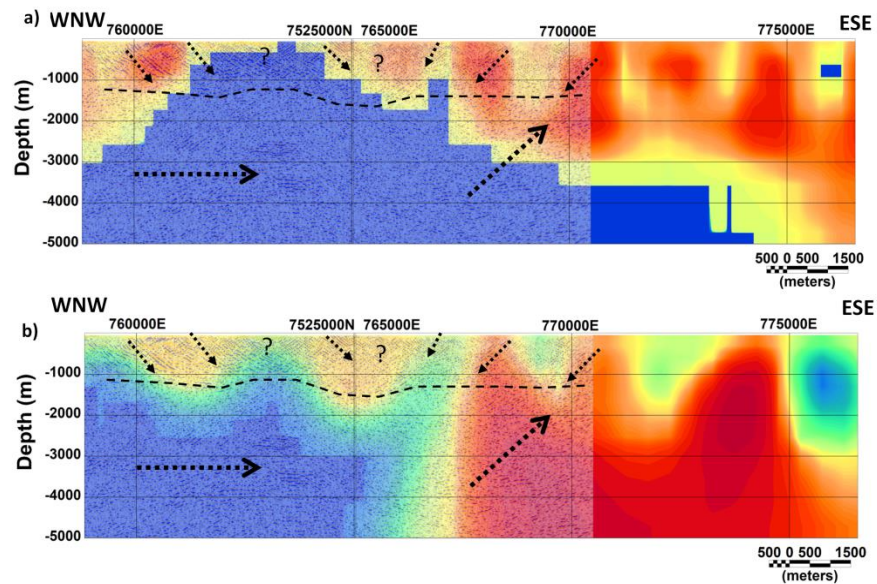 a) WNW ESE
760000E 7525000N 765000E 770000E 775000E
? ?
Depth (m)
-1000
-2000
-3000
-4000
-5000
500 0 500 1500
(meters)
WNW ESE
b) 760000E 7525000N 765000E 770000E 775000E
? ?
Depth (m)
-1000
-2000
-3000
-4000
-5000
500 0 500 1500
(meters)